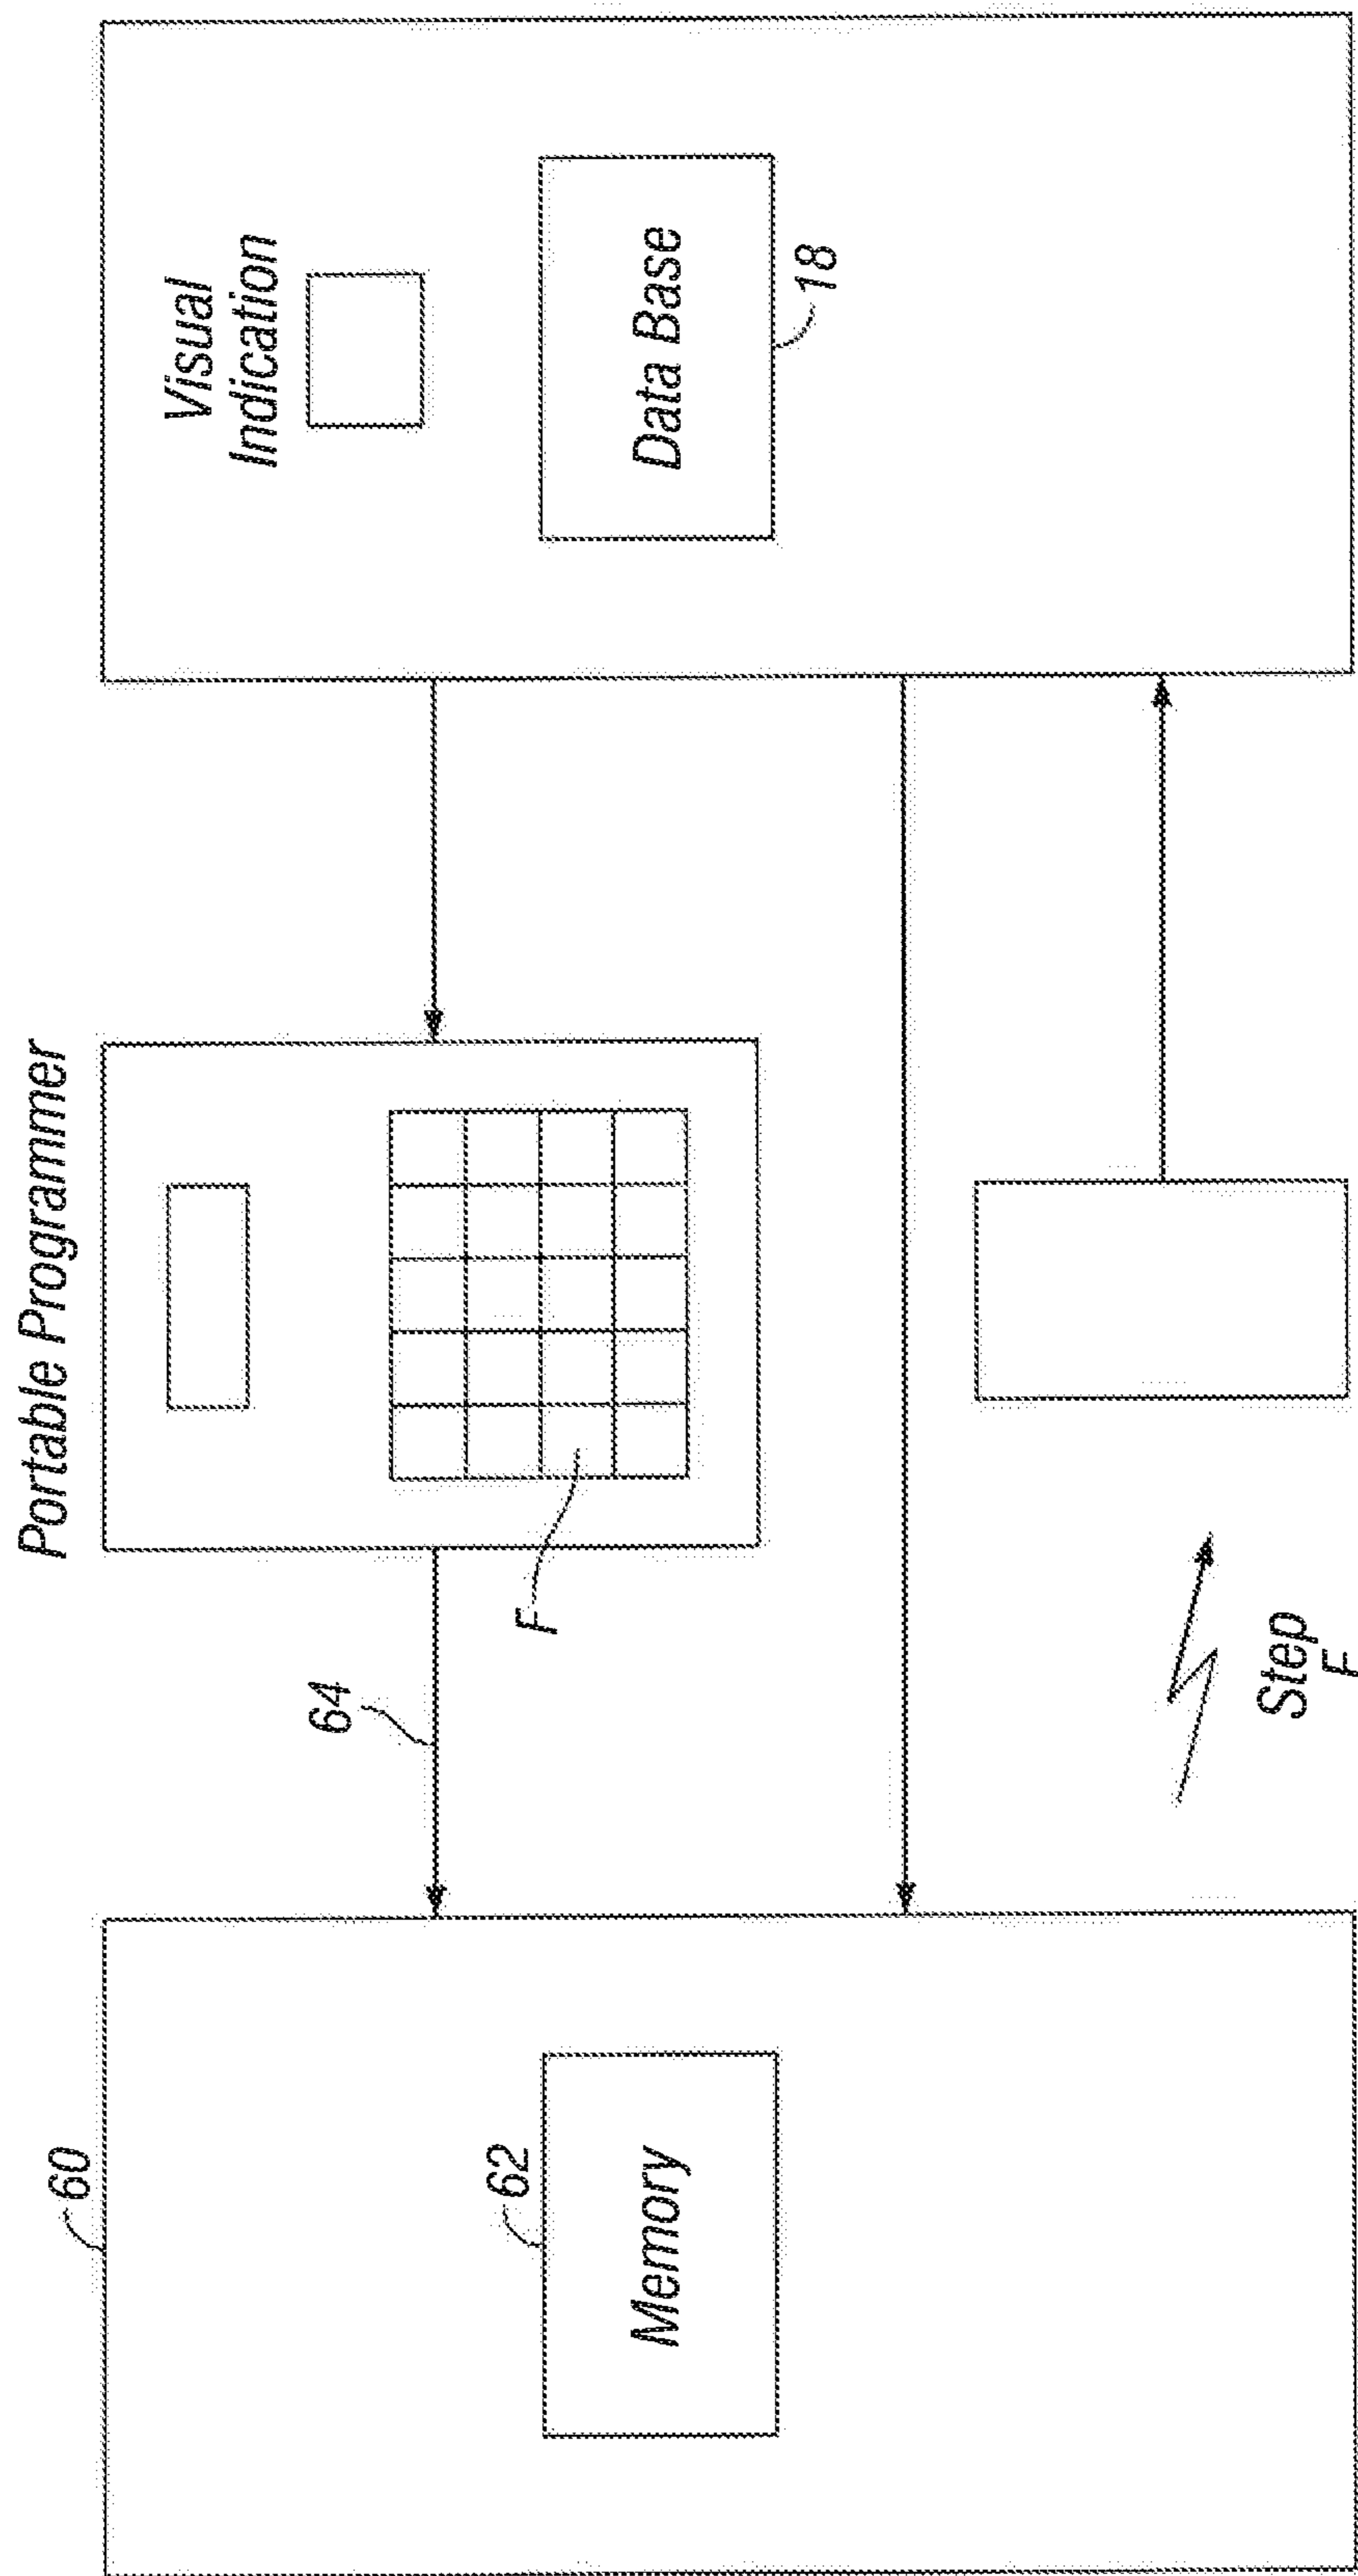 Portable Programmer
60
Visual
Indication
64
62
F
Memory
Data Base
18
Step